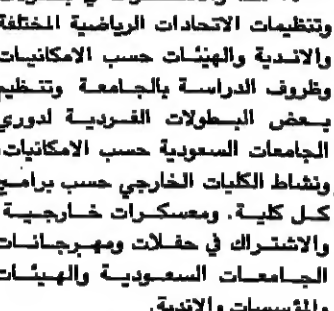 وتنظيمات الاتحادات الرياضية المختلفة
والاندية والهيئات حسب الامكانيات
وظروف الدراسة بالجامعة وتنظيم
بعض البطولات الفردية لدوري
الجامعات السعودية حسب الامكانيات.
ونشاط الكليات الخارجي حسب برامج
كل كلية. ومعسكرات خارجية
والاشتراك في حفلات ومهرجانات
الجامعات السعودية والهيئات
والمؤسسات والاندية.